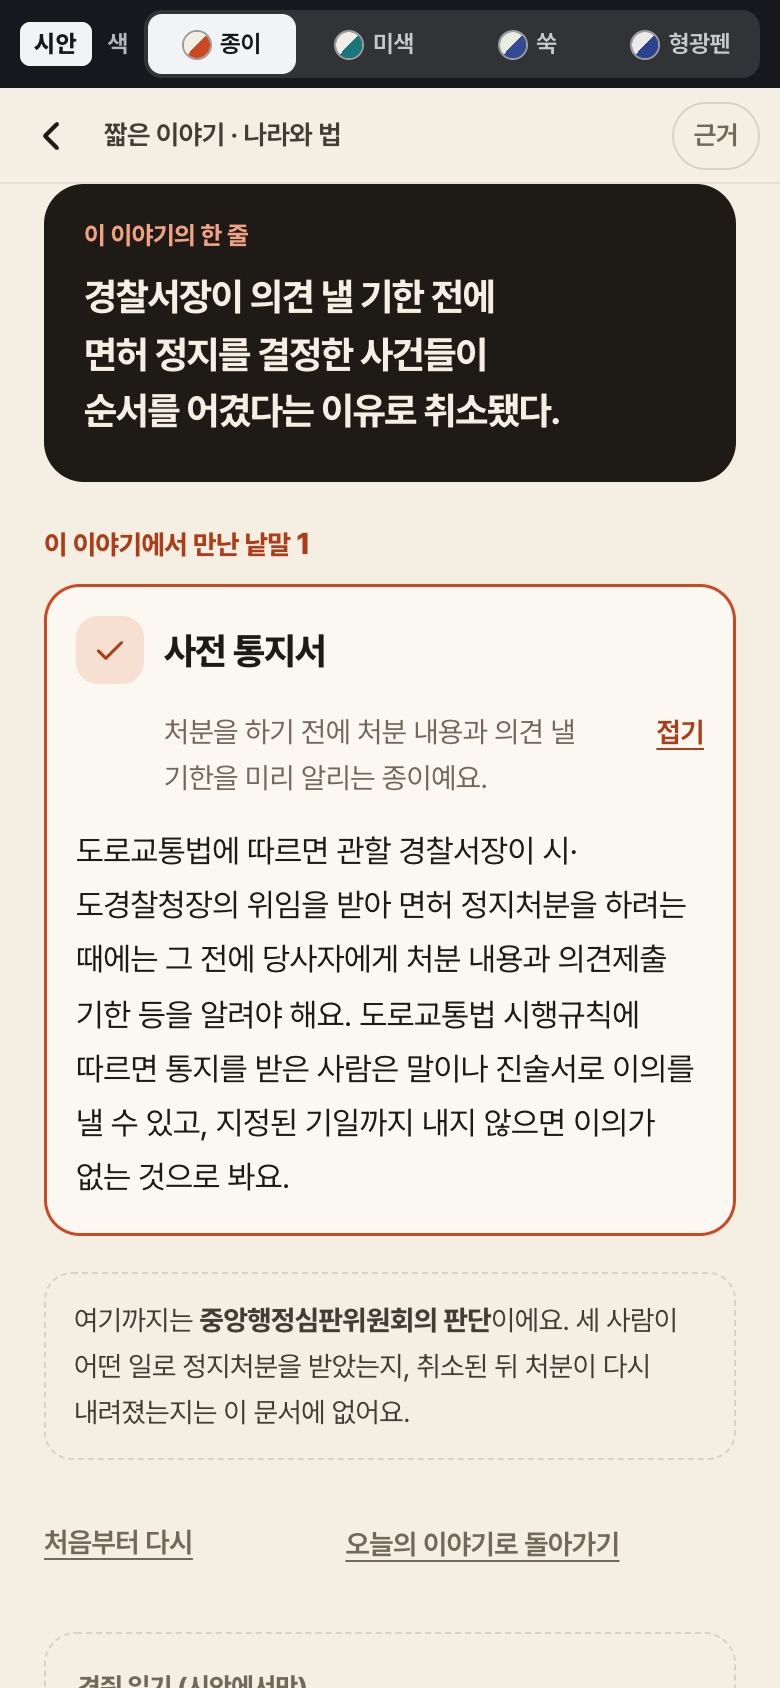 시안 색 종이 미색 쑥 형광펜
짧은 이야기 · 나라와 법 근거
이 이야기의 한 줄
경찰서장이 의견 낼 기한 전에
면허 정지를 결정한 사건들이
순서를 어겼다는 이유로 취소됐다.
이 이야기에서 만난 낱말 1
사전 통지서
처분을 하기 전에 처분 내용과 의견 낼 접기
기한을 미리 알리는 종이예요.
도로교통법에 따르면 관할 경찰서장이 시·
도경찰청장의 위임을 받아 면허 정지처분을 하려는
때에는 그 전에 당사자에게 처분 내용과 의견제출
기한 등을 알려야 해요. 도로교통법 시행규칙에
따르면 통지를 받은 사람은 말이나 진술서로 이의를
낼 수 있고, 지정된 기일까지 내지 않으면 이의가
없는 것으로 봐요.
여기까지는 중앙행정심판위원회의 판단이에요. 세 사람이
어떤 일로 정지처분을 받았는지, 취소된 뒤 처분이 다시
내려졌는지는 이 문서에 없어요.
처음부터 다시 오늘의 이야기로 돌아가기